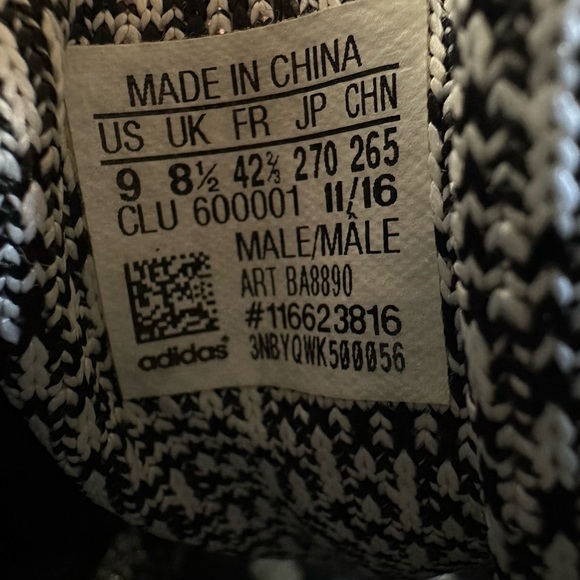 MADE IN CHINA
US UK FR JP CHN
9 8½ 42⅔ 270 265
CLU 600001 11/16
MALE/MÂLE
ART BA8890
#116623816
adidas® 3NBYQWK500056